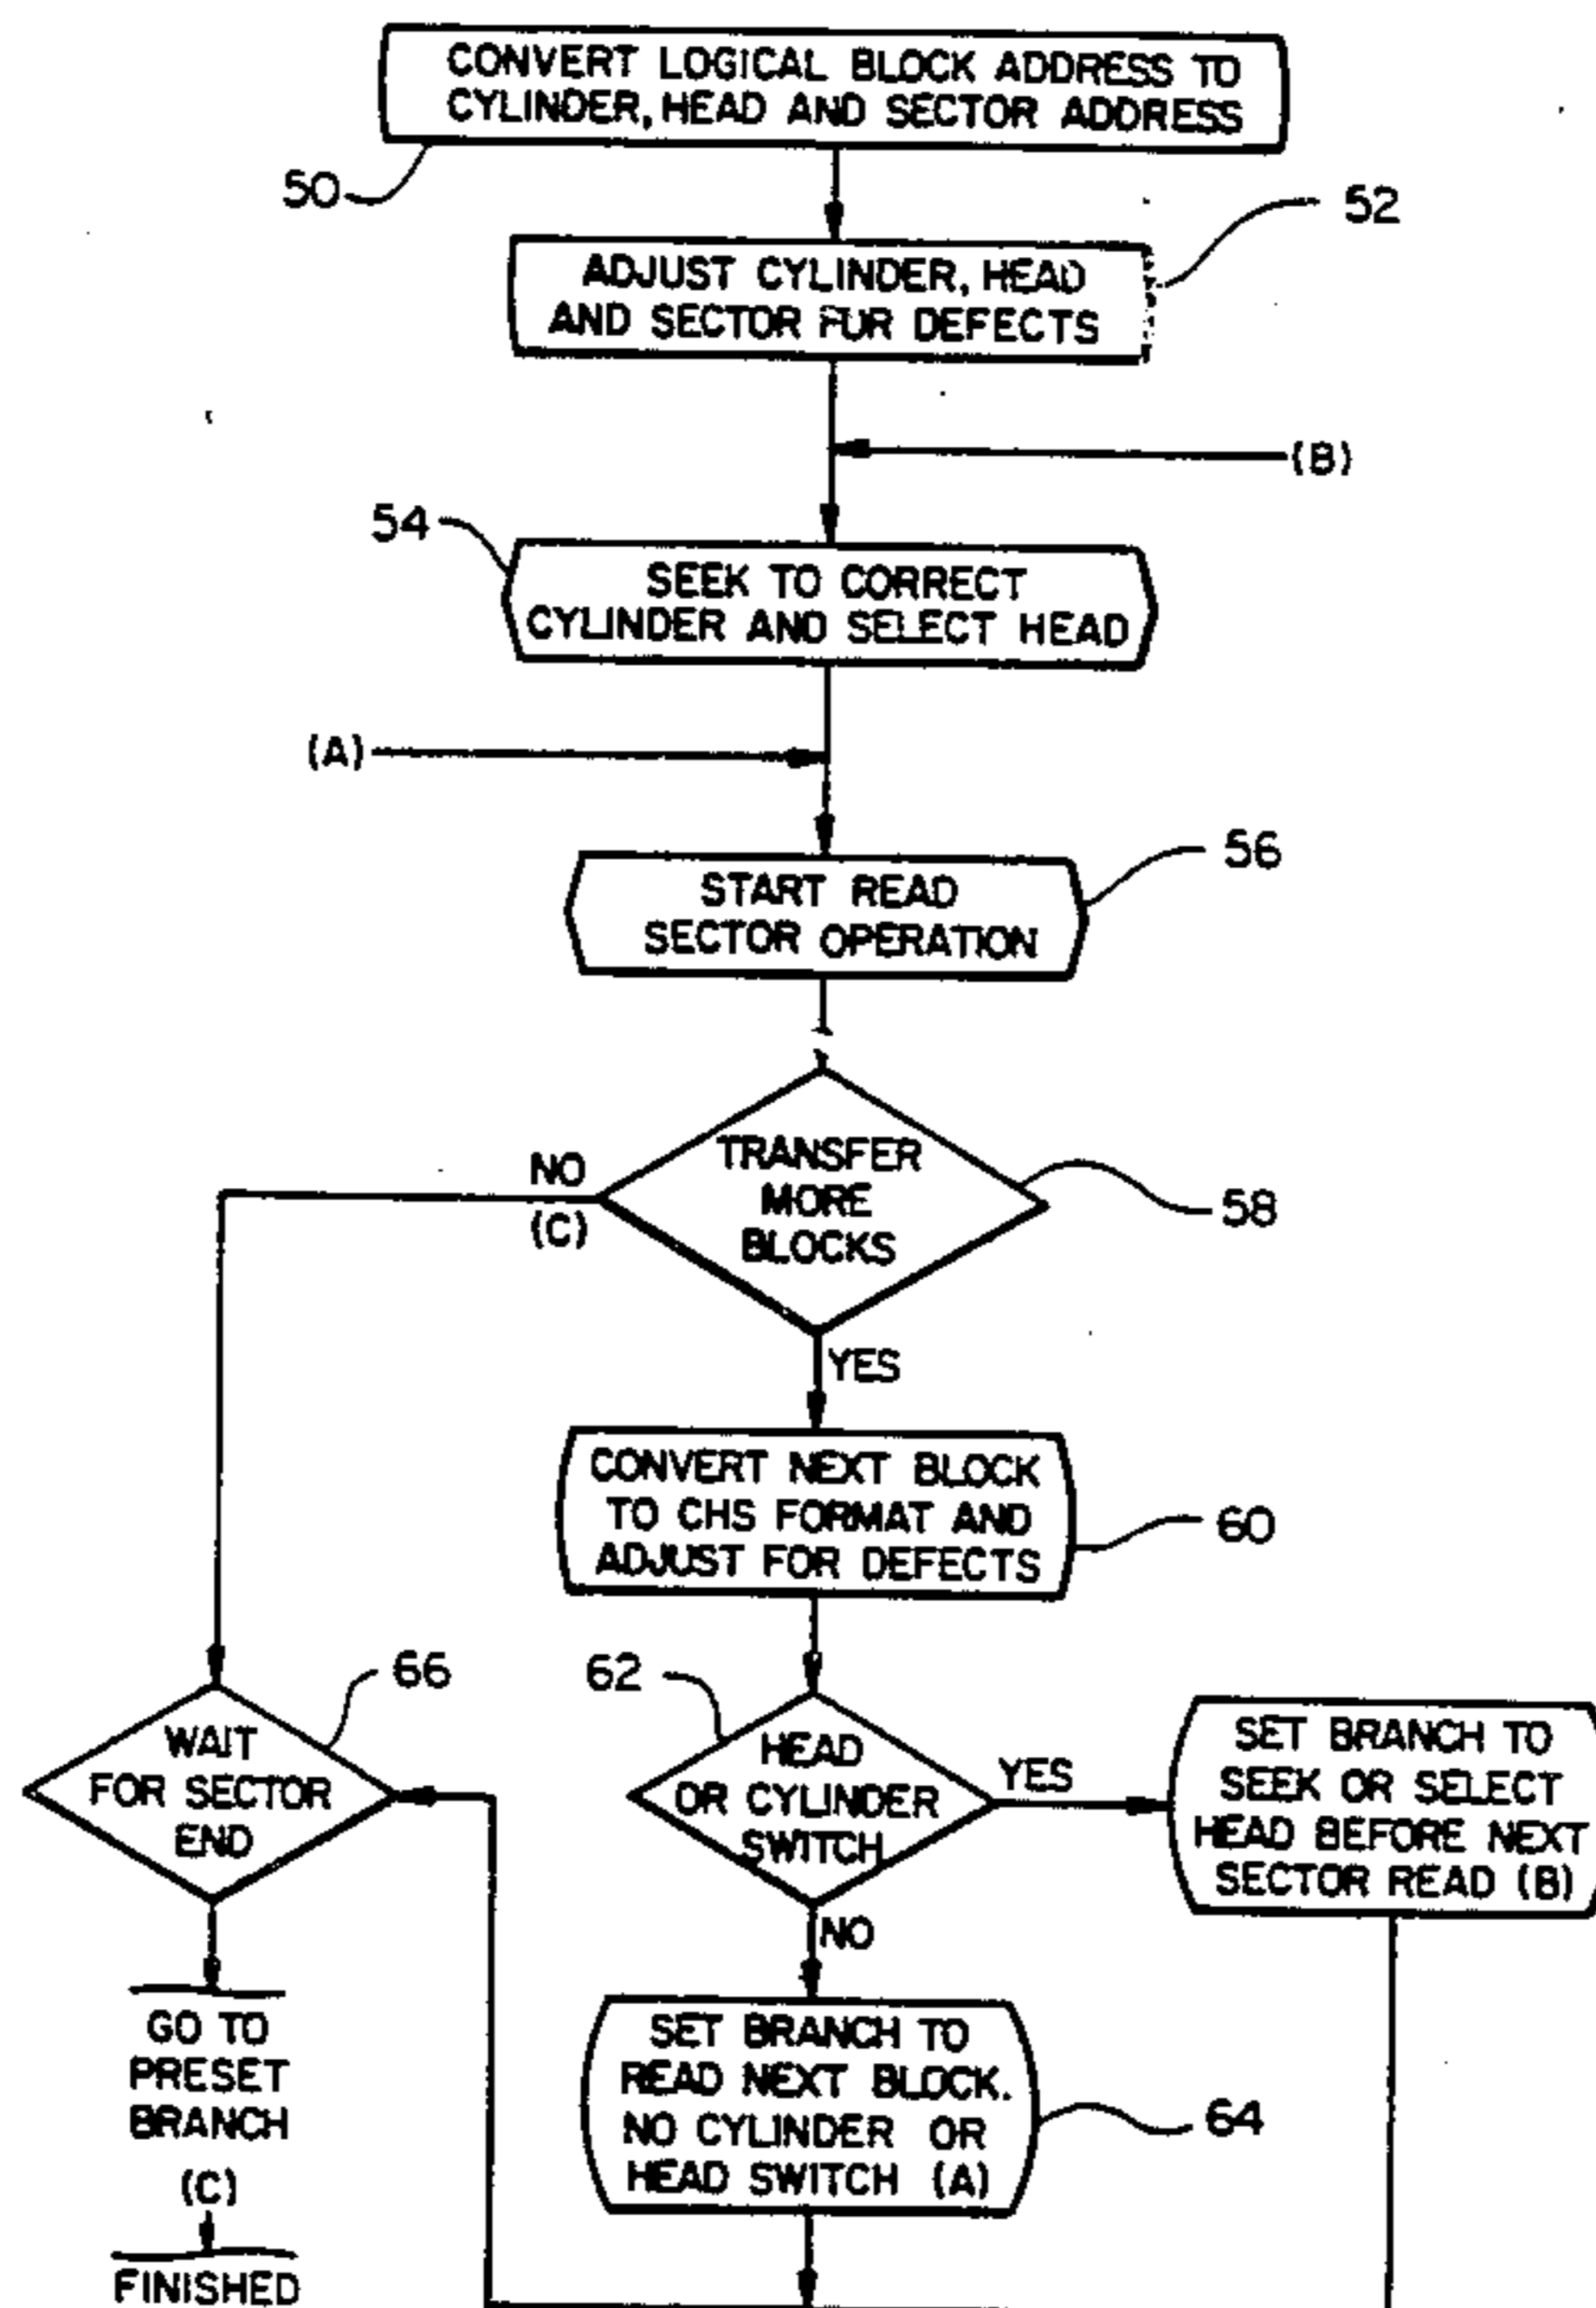 CONVERT LOGICAL BLOCK ADDRESS TO
CYLINDER, HEAD AND SECTOR ADDRESS
50
52
ADJUST CYLINDER, HEAD
AND SECTOR FUR DEFECTS
(B)
54
SEEK TO CORRECT
CYLINDER AND SELECT HEAD
(A)
56
START READ
SECTOR OPERATION
NO
(C)
TRANSFER
MORE
BLOCKS
58
YES
CONVERT NEXT BLOCK
TO CHS FORMAT AND
ADJUST FOR DEFECTS
60
66
62
WAIT
FOR SECTOR
END
HEAD
OR CYLINDER
SWITCH
YES
SET BRANCH TO
SEEK OR SELECT
HEAD BEFORE NEXT
SECTOR READ (B)
NO
GO TO
PRESET
BRANCH
(C)
FINISHED
SET BRANCH TO
READ NEXT BLOCK.
NO CYLINDER OR
HEAD SWITCH (A)
64